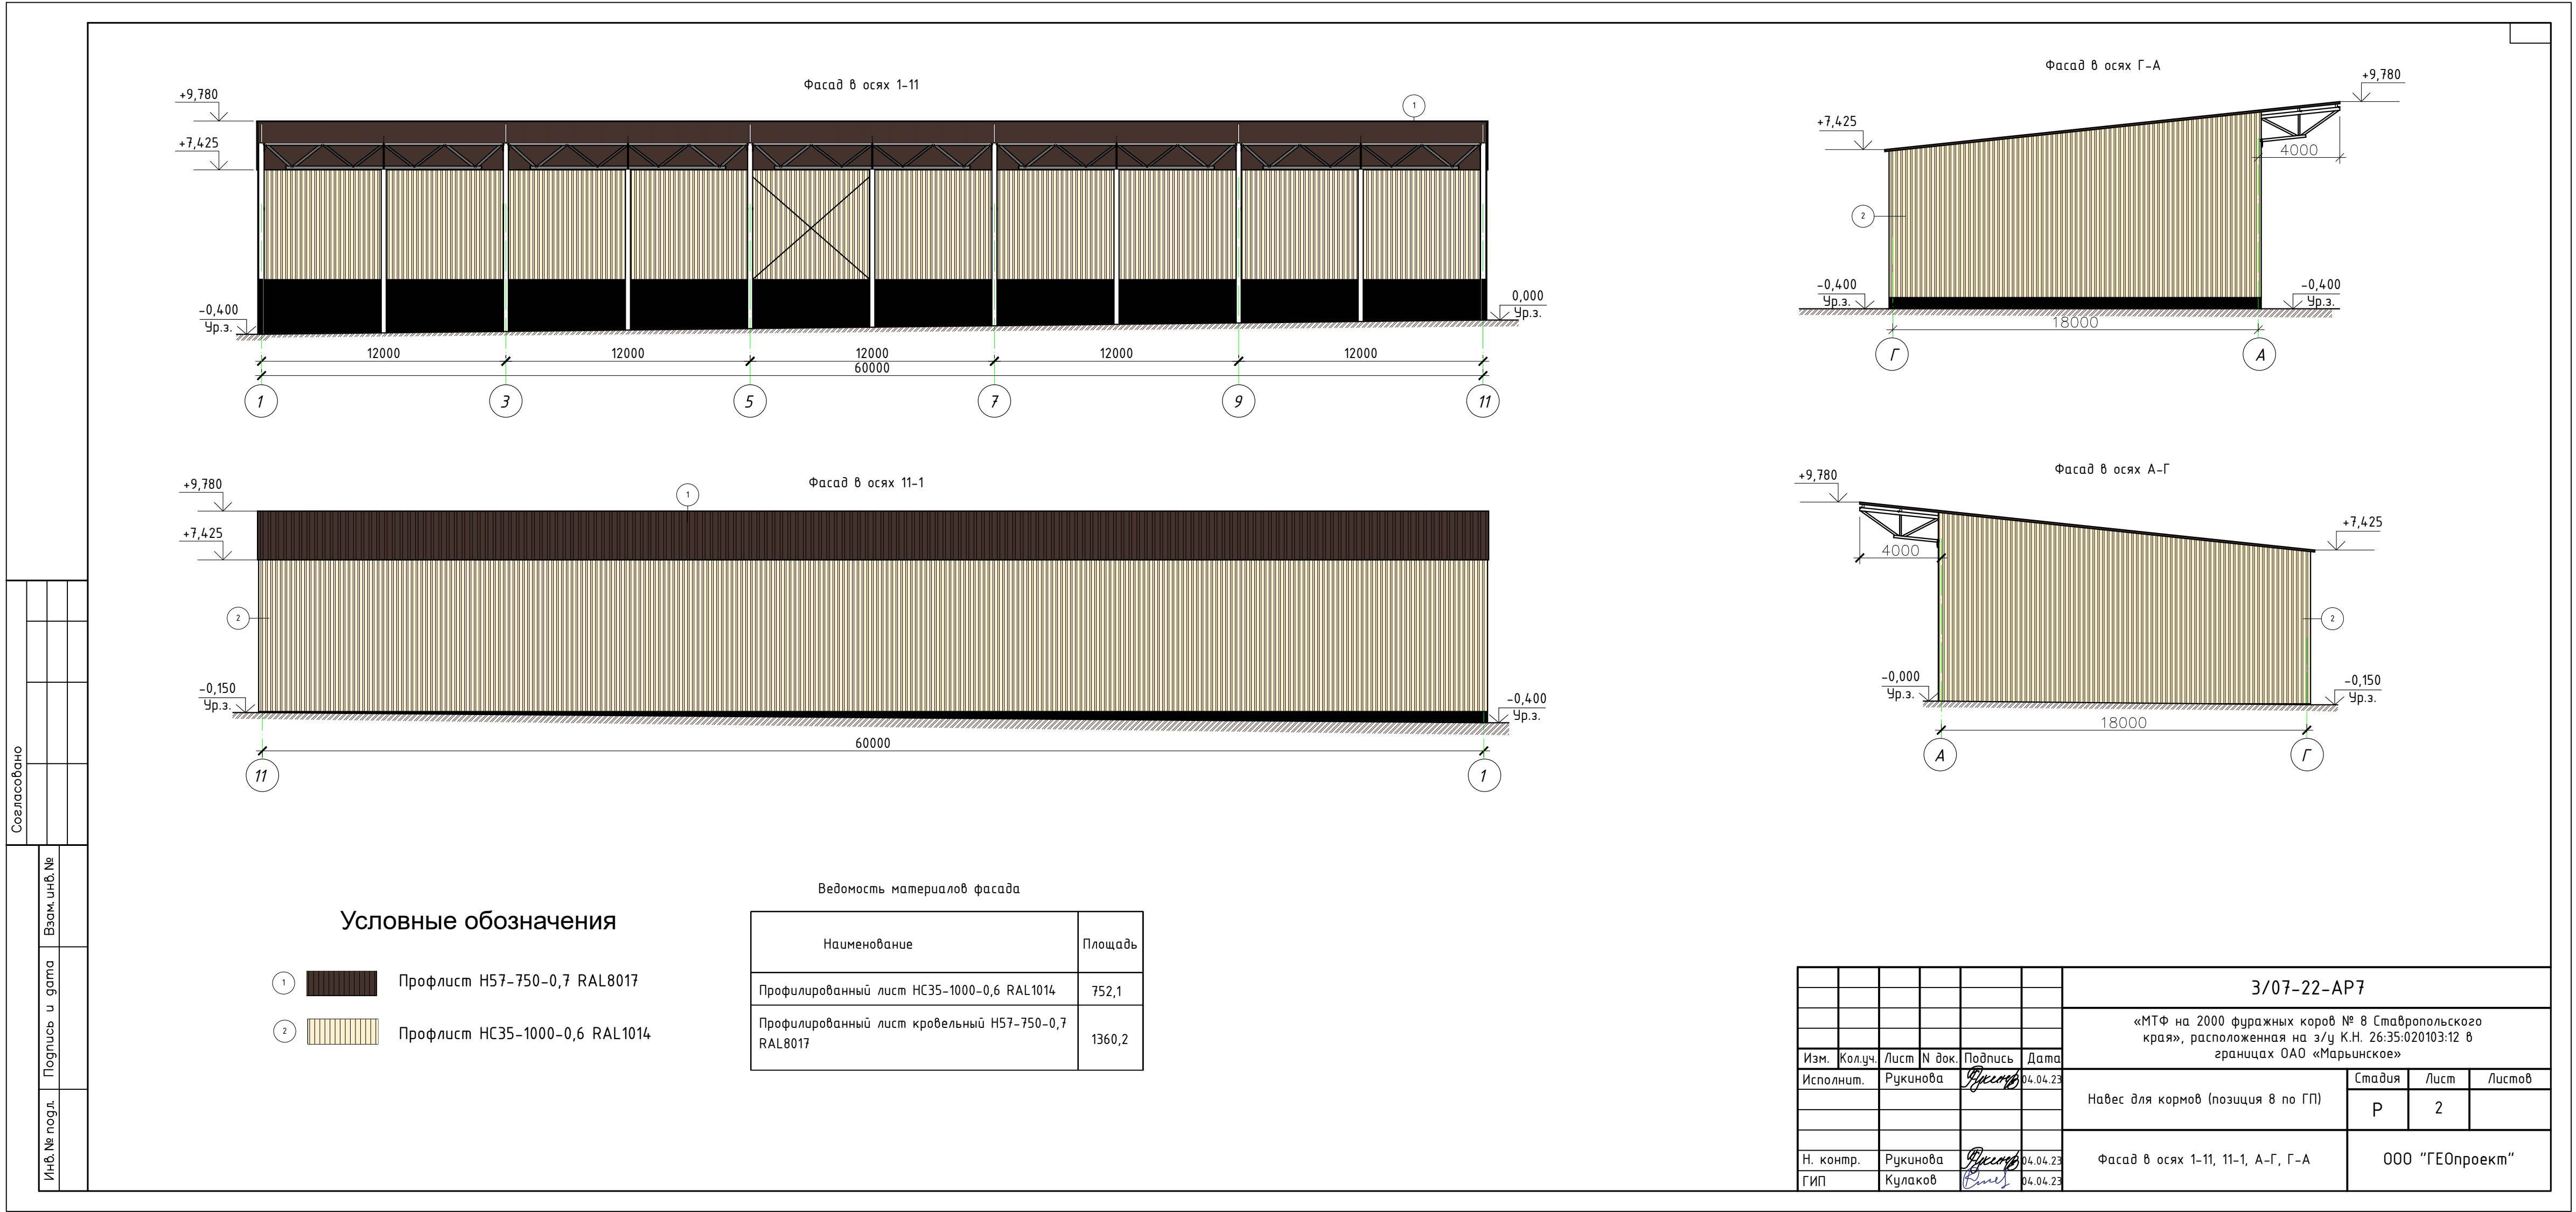 Фасад в осях 1-11
+9,780
+7,425
1
-0,400
Ур.з.
0,000
Ур.з.
12000
12000
12000
12000
12000
60000
1
3
5
7
9
11
Фасад в осях Г-А
+9,780
+7,425
4000
2
-0,400
Ур.з.
-0,400
Ур.з.
18000
Г
А
Фасад в осях 11-1
+9,780
+7,425
1
2
-0,150
Ур.з.
-0,400
Ур.з.
60000
11
1
Фасад в осях А-Г
+9,780
+7,425
4000
2
-0,000
Ур.з.
-0,150
Ур.з.
18000
А
Г
Условные обозначения
1
Профлист Н57-750-0,7 RAL8017
2
Профлист НС35-1000-0,6 RAL1014
Ведомость материалов фасада
Наименование
Площадь
Профилированный лист НС35-1000-0,6 RAL1014
752,1
Профилированный лист кровельный Н57-750-0,7
RAL8017
1360,2
Согласовано
Взам. инв.№
Подпись и дата
Инв.№ подл.
3/07-22-АР7
«МТФ на 2000 фуражных коров № 8 Ставропольского
края», расположенная на з/у К.Н. 26:35:020103:12 в
границах ОАО «Марьинское»
Изм. Кол.уч. Лист N док. Подпись Дата
Исполнит. Рукинова 04.04.23
Навес для кормов (позиция 8 по ГП)
Стадия Лист Листов
Р 2
Н. контр. Рукинова 04.04.23
ГИП Кулаков 04.04.23
Фасад в осях 1-11, 11-1, А-Г, Г-А
ООО "ГЕОпроект"